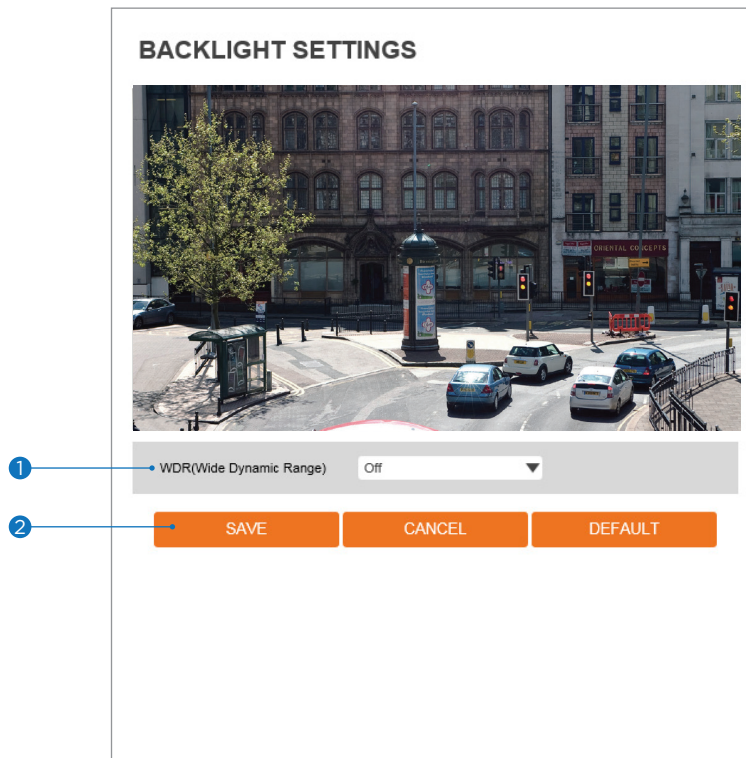 BACKLIGHT SETTINGS
ORIENTAL CONCEPTS
1 WDR(Wide Dynamic Range) Off
2 SAVE CANCEL DEFAULT